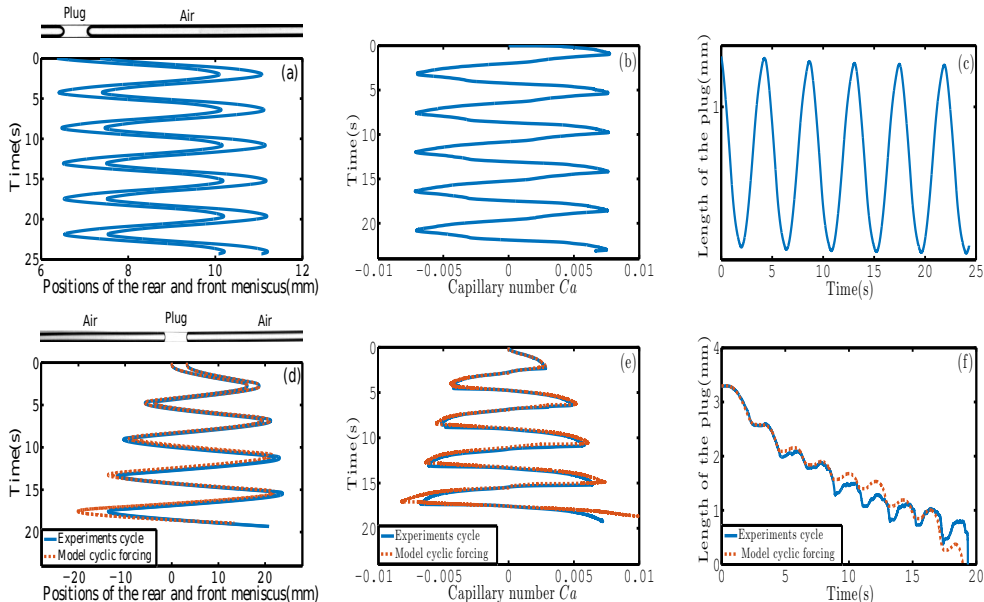 Plug
Air
(a)
0
5
10
15
20
25
6
8
10
12
Time(s)
Positions of the rear and front meniscus(mm)
(b)
0
5
10
15
20
-0.01
-0.005
0
0.005
0.01
Time(s)
Capillary number Ca
(c)
1
0
5
10
15
20
25
Length of the plug(mm)
Time(s)
Air
Plug
Air
(d)
0
5
10
15
20
-20
-10
0
10
20
Time(s)
Experiments cycle
Model cyclic forcing
Positions of the rear and front meniscus(mm)
(e)
0
5
10
15
20
-0.01
-0.005
0
0.005
0.01
Time(s)
Experiments cycle
Model cyclic forcing
Capillary number Ca
(f)
4
3
2
1
0
0
5
10
15
20
Length of the plug(mm)
Experiments cycle
Model cyclic forcing
Time(s)